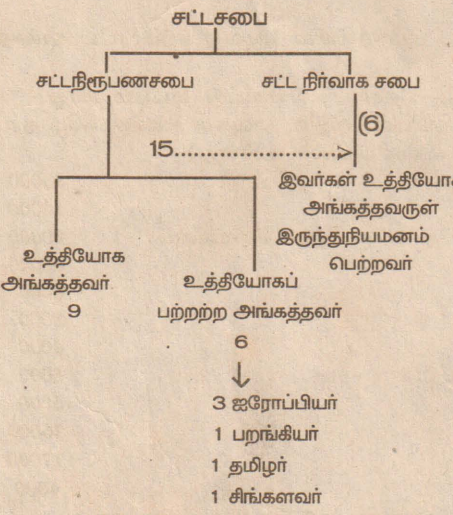 சட்டசபை
சட்டநிரூபணசபை
சட்ட நிர்வாக சபை
(6)
15
இவர்கள் உத்தியோக
அங்கத்தவருள்
இருந்துநியமனம்
பெற்றவர்
உத்தியோக
அங்கத்தவர்
9
உத்தியோகப்
பற்றற்ற அங்கத்தவர்
6
3 ஐரோப்பியர்
1 பறங்கியர்
1 தமிழர்
1 சிங்களவர்